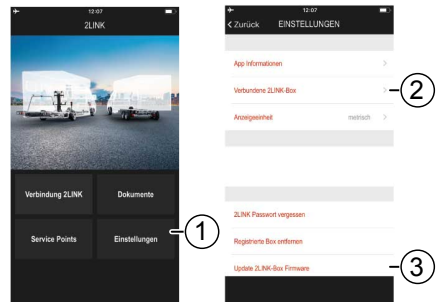 12:07
2LINK
Verbindung 2LINK
Dokumente
Service Points
Einstellungen
1
12:07
Zurück
EINSTELLUNGEN
App Informationen
Verbundene 2LINK-Box
2
Anzeigeeinheit
metrisch
2LINK Passwort vergessen
Registrierte Box entfernen
Update 2LINK-Box Firmware
3